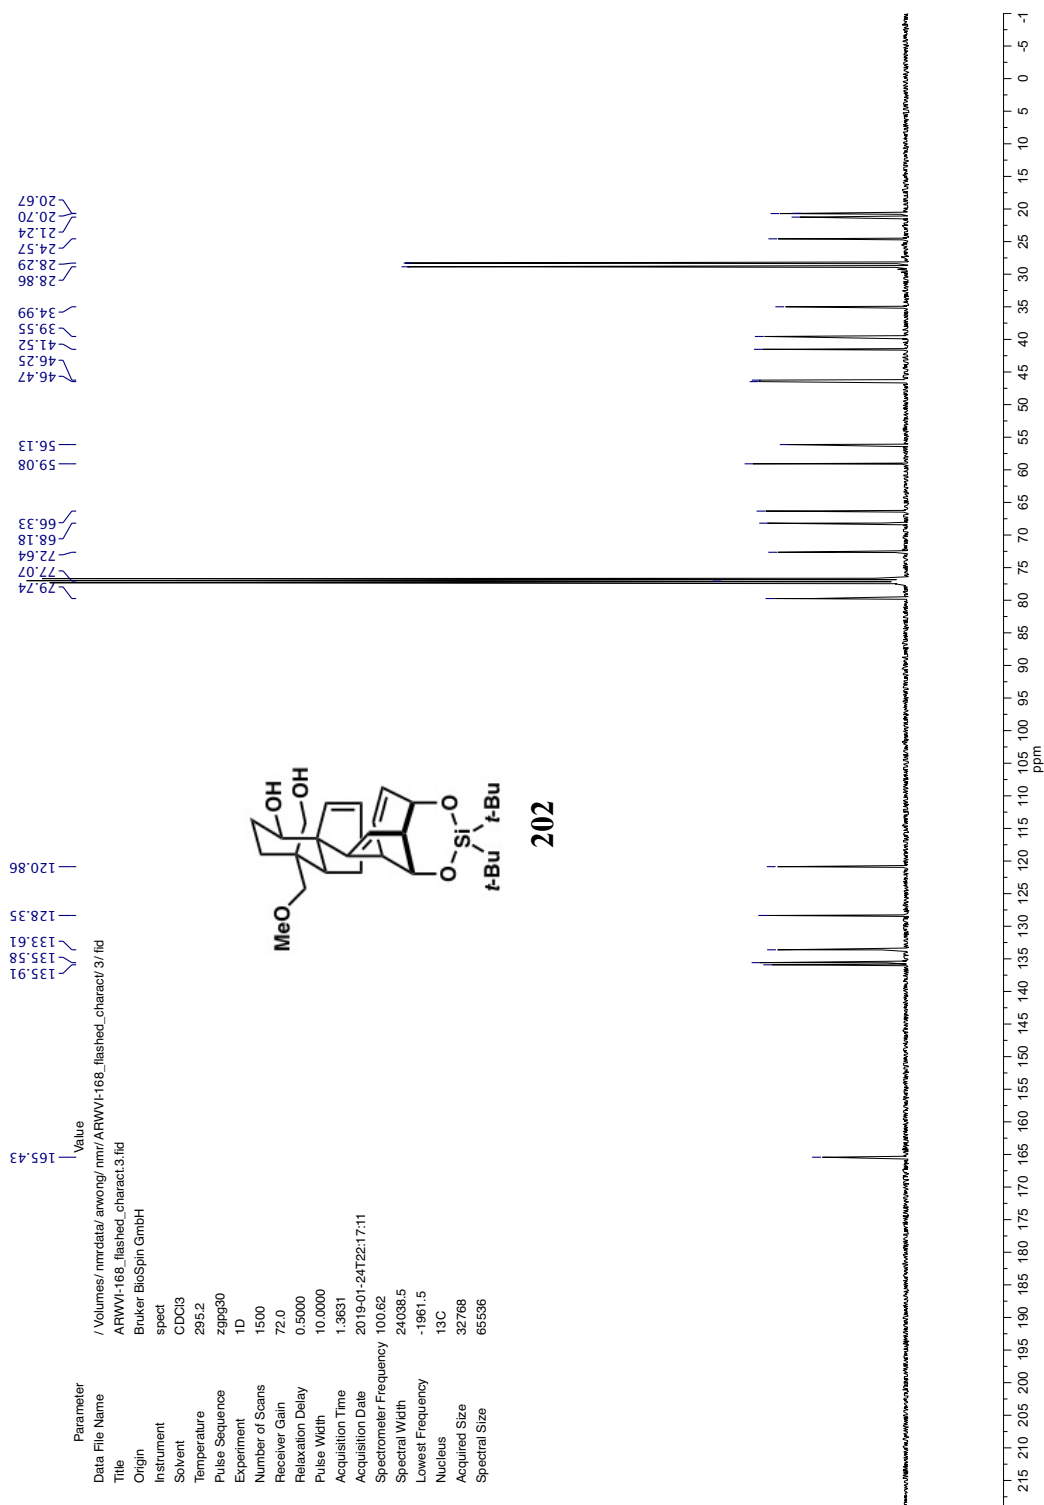 165.43
135.91
135.58
133.61
128.35
120.86
79.74
77.07
72.64
68.18
66.33
59.08
56.13
46.47
46.25
41.52
39.55
34.99
28.86
28.29
24.57
21.24
20.70
20.67
Parameter Value
Data File Name / Volumes/ nmrdata/ arwong/ nmr/ ARWVI-168_flashed_charact/ 3/ fid
Title ARWVI-168_flashed_charact.3.fid
Origin Bruker BioSpin GmbH
Instrument spect
Solvent CDCl3
Temperature 295.2
Pulse Sequence zgpg30
Experiment 1D
Number of Scans 1500
Receiver Gain 72.0
Relaxation Delay 0.5000
Pulse Width 10.0000
Acquisition Time 1.3631
Acquisition Date 2019-01-24T22:17:11
Spectrometer Frequency 100.62
Spectral Width 24038.5
Lowest Frequency -1961.5
Nucleus 13C
Acquired Size 32768
Spectral Size 65536
OH
MeO
OH
O
O
Si
t-Bu
t-Bu
202
215 210 205 200 195 190 185 180 175 170 165 160 155 150 145 140 135 130 125 120 115 110 105 100 95 90 85 80 75 70 65 60 55 50 45 40 35 30 25 20 15 10 5 0 -5 -1
ppm